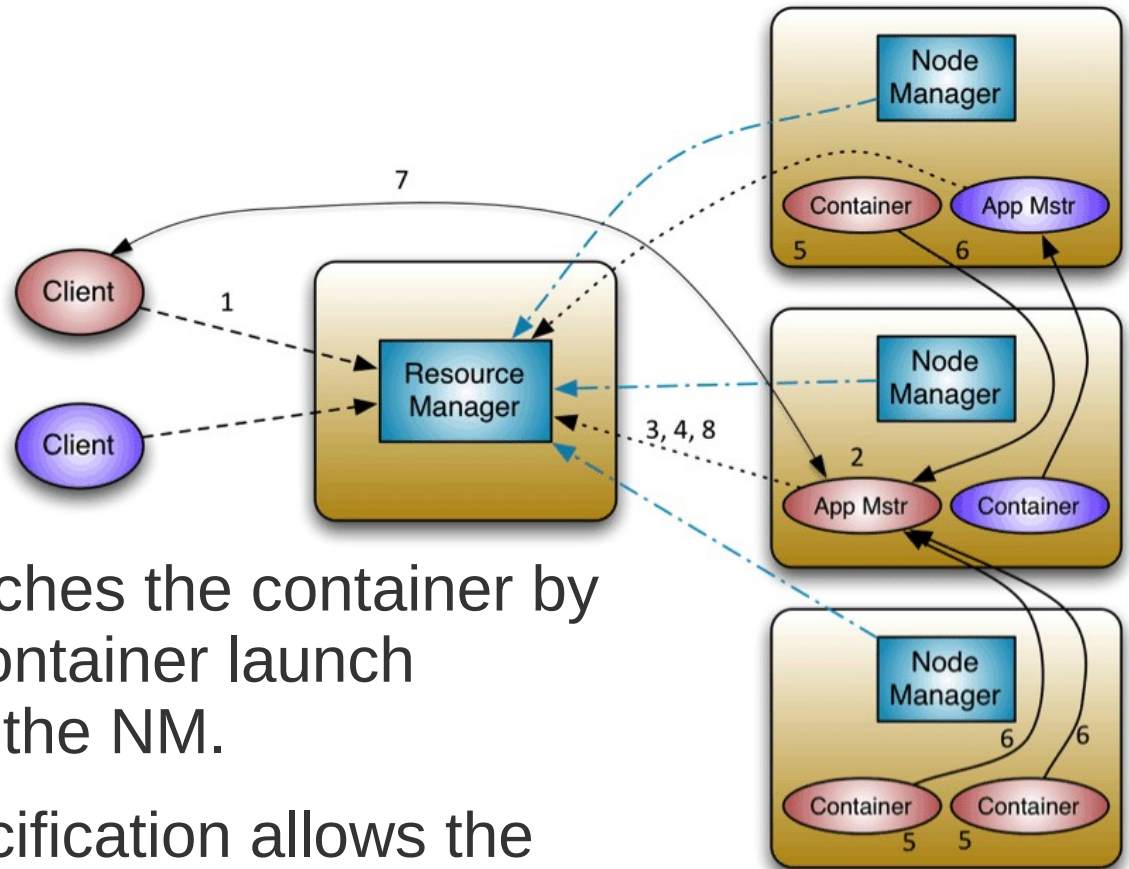 Node
Manager
Container
App Mstr
5
6
7
Client
1
Resource
Manager
Node
Manager
Client
3, 4, 8
2
App Mstr
Container
ches the container by
ontainer launch
the NM.
Node
Manager
6
6
cification allows the
Container
Container
5
5